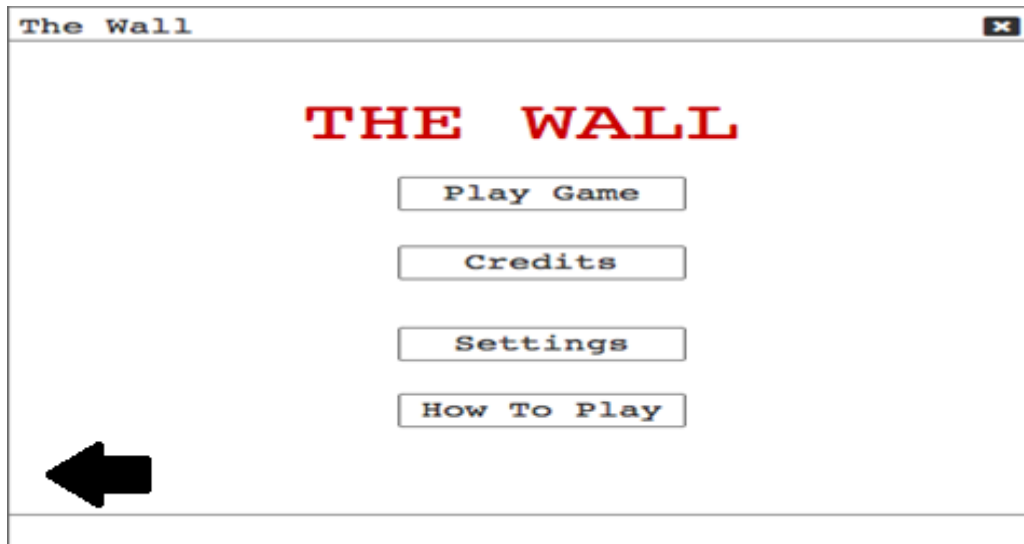 The Wall
THE WALL
Play Game
Credits
Settings
How To Play